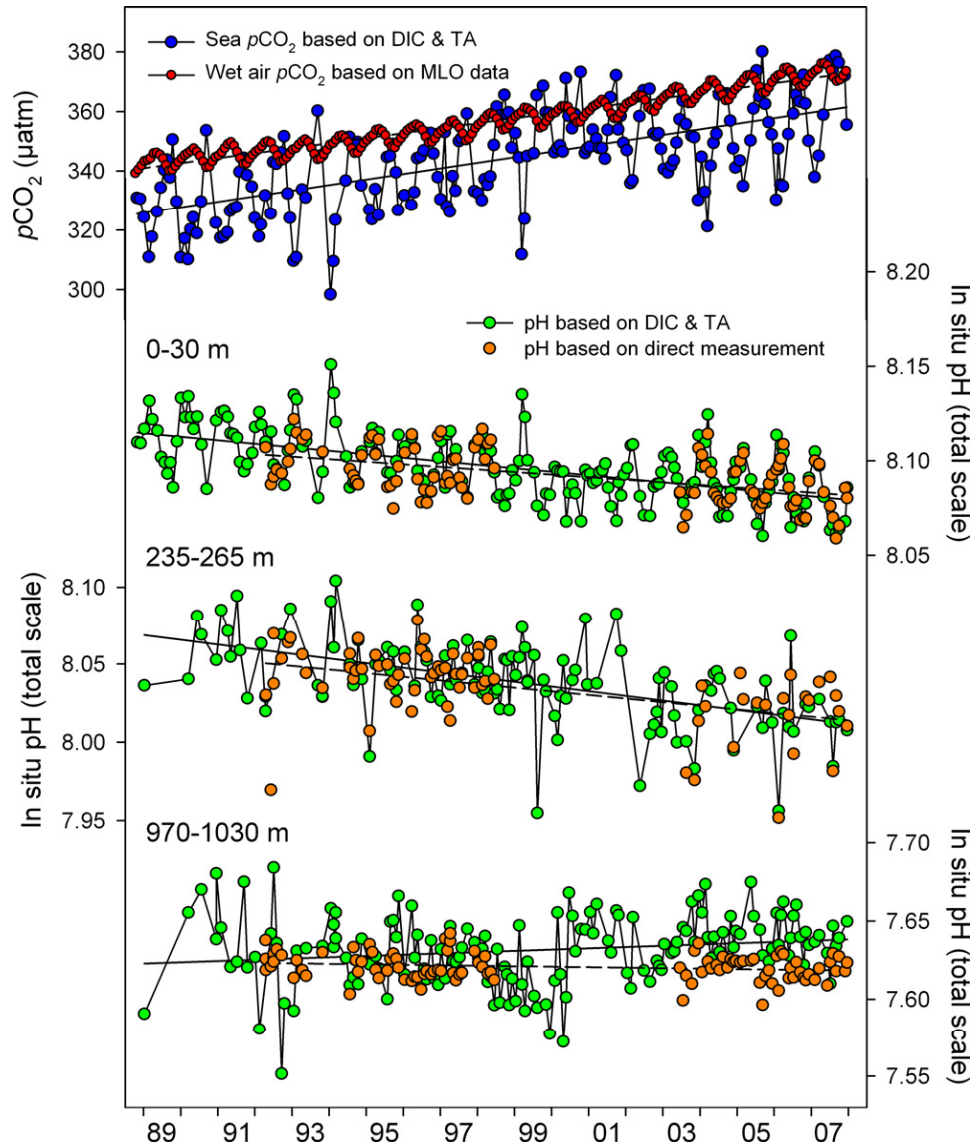 Sea pCO₂ based on DIC & TA
Wet air pCO₂ based on MLO data
pCO₂ (µatm)
380
360
340
320
300
pH based on DIC & TA
pH based on direct measurement
0-30 m
8.20
8.15
8.10
8.05
In situ pH (total scale)
235-265 m
8.10
8.05
8.00
7.95
In situ pH (total scale)
970-1030 m
7.70
7.65
7.60
7.55
In situ pH (total scale)
89 91 93 95 97 99 01 03 05 07